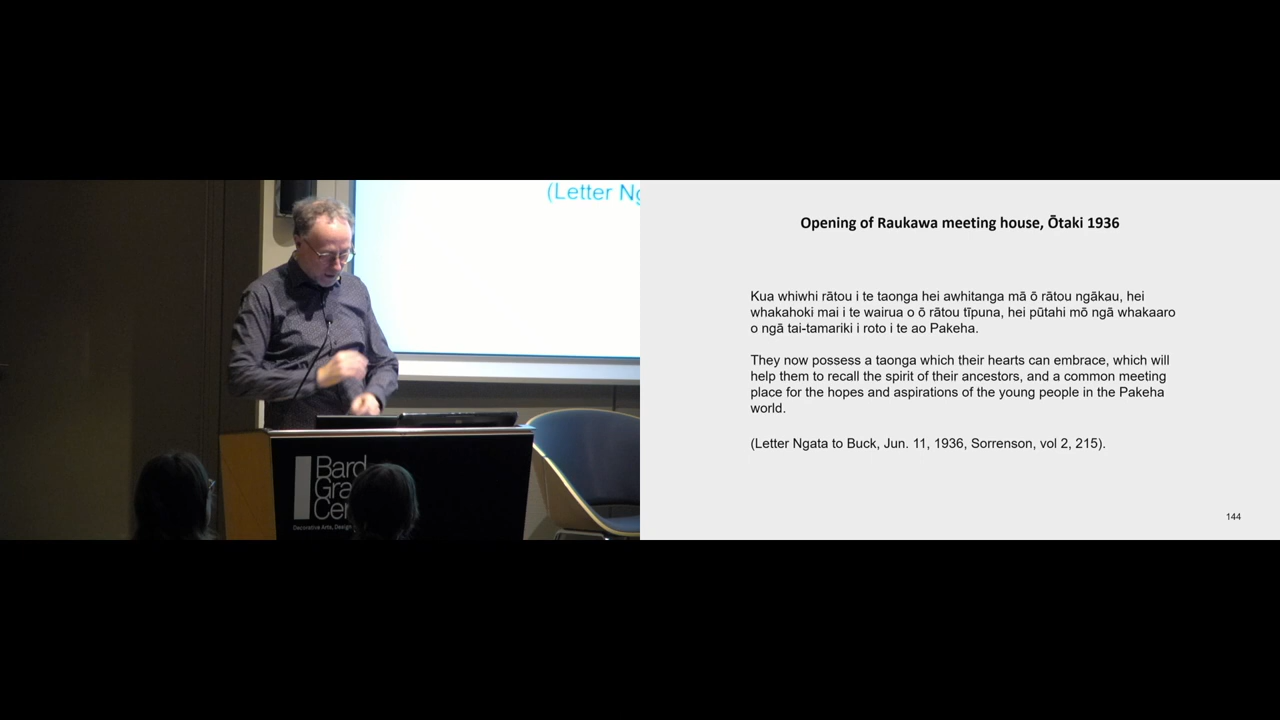 (Letter Ng
Bard
Gra
Cen
Decorative Arts, Design
Opening of Raukawa meeting house, Ōtaki 1936
Kua whiwhi rātou i te taonga hei awhitanga mā ō rātou ngākau, hei
whakahoki mai i te wairua o ō rātou tīpuna, hei pūtahi mō ngā whakaaro
o ngā tai-tamariki i roto i te ao Pakeha.
They now possess a taonga which their hearts can embrace, which will
help them to recall the spirit of their ancestors, and a common meeting
place for the hopes and aspirations of the young people in the Pakeha
world.
(Letter Ngata to Buck, Jun. 11, 1936, Sorrenson, vol 2, 215).
144